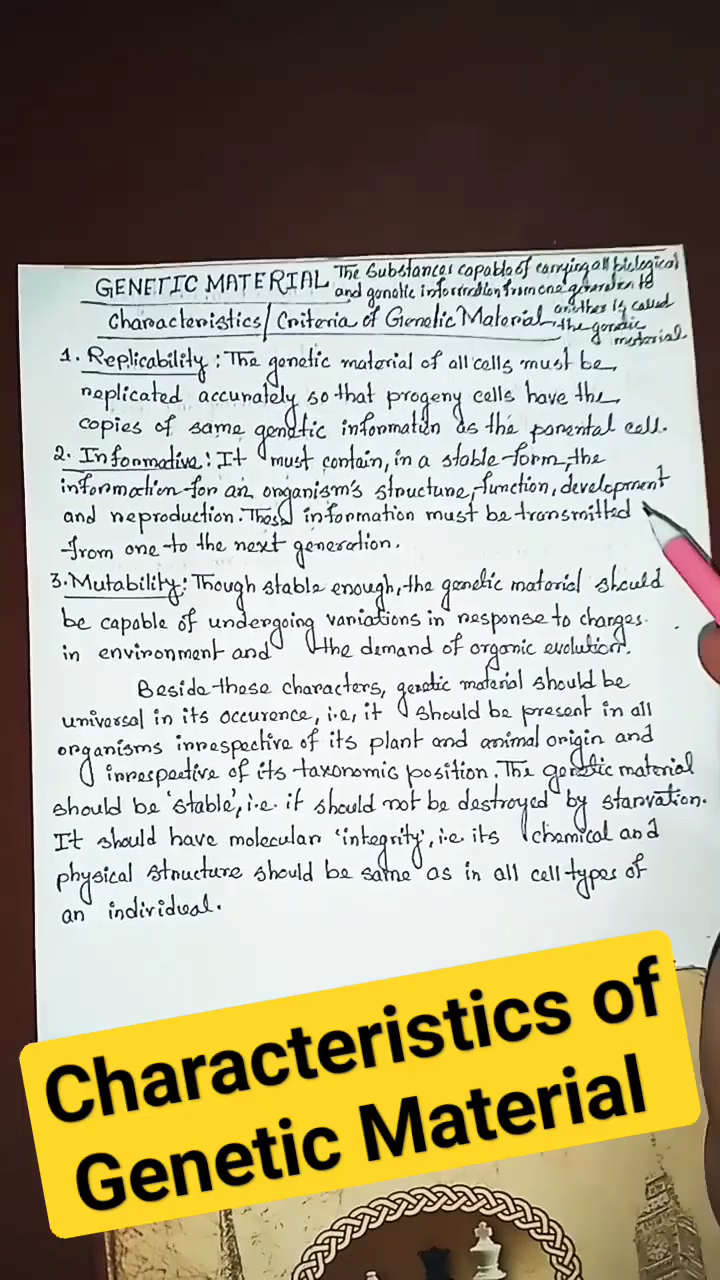 GENETIC MATERIAL The Substances capable of carrying all biological
and genetic information from one generation to
another is called
the genetic
material
Characteristics/ Criteria of Genetic Material
1. Replicability: The genetic material of all cells must be
replicated accurately so that progeny cells have the
copies of same genetic information as the parental cell.
2. Informative: It must contain, in a stable form, the
information for an organism's structure, function, development
and reproduction. These information must be transmitted
from one to the next generation.
3. Mutability: Though stable enough, the genetic material should
be capable of undergoing variations in response to changes
in environment and the demand of organic evolution.
Beside these characters, genetic material should be
universal in its occurence, i.e, it should be present in all
organisms irrespective of its plant and animal origin and
irrespective of its taxonomic position. The genetic material
should be 'stable', i.e. it should not be destroyed by starvation.
It should have molecular 'integrity', i.e its chemical and
physical structure should be same as in all cell types of
an individual.
Characteristics of
Genetic Material